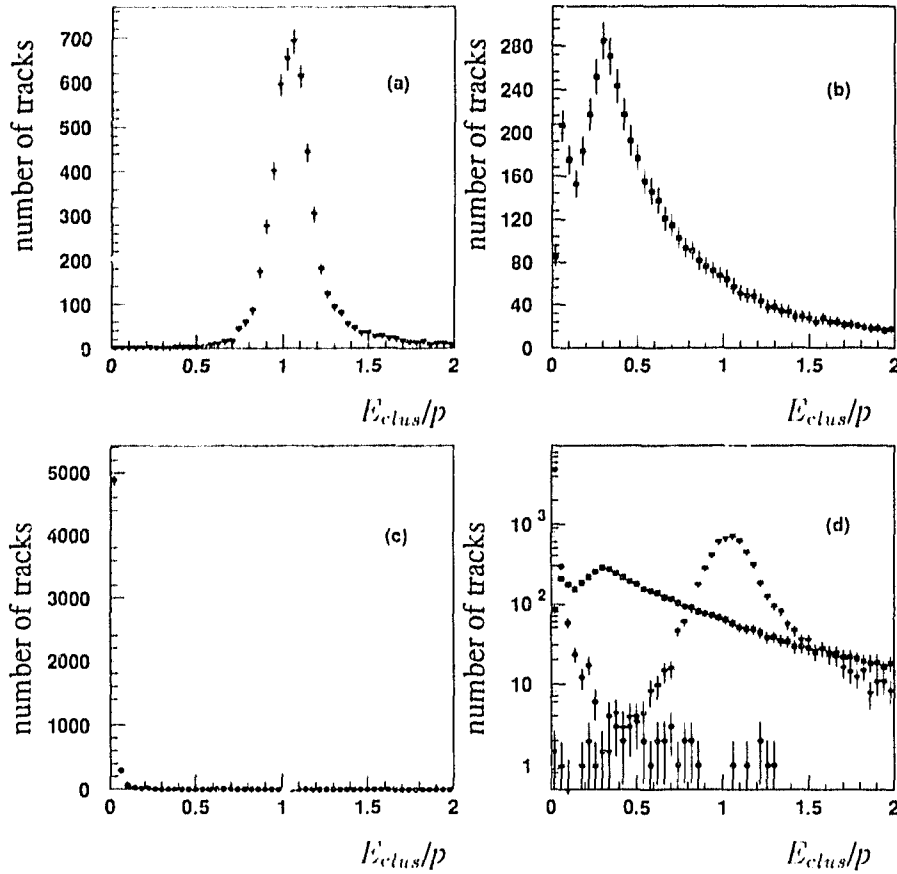 number of tracks
700
600
500
400
300
200
100
0
(a)
0 0.5 1 1.5 2
E_clus/p
number of tracks
280
240
200
160
120
80
40
0
(b)
0 0.5 1 1.5 2
E_clus/p
number of tracks
5000
4000
3000
2000
1000
0
(c)
0 0.5 1 1.5 2
E_clus/p
number of tracks
10^3
10^2
10
1
(d)
0 0.5 1 1.5 2
E_clus/p